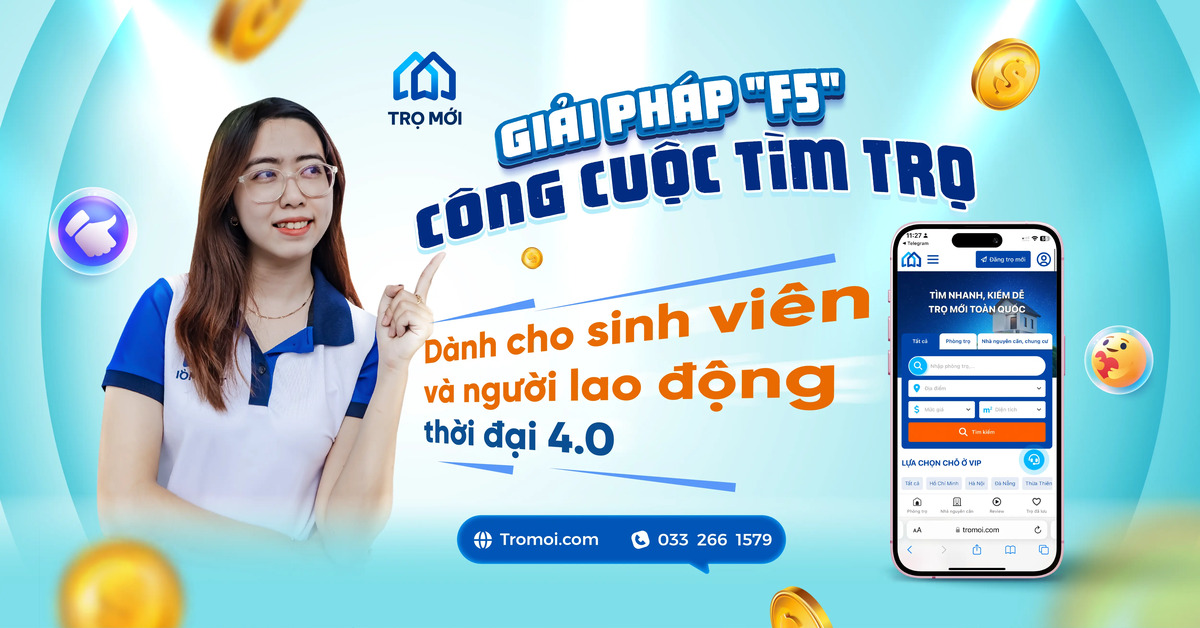 TRỌ MỚI
GIẢI PHÁP "F5"
CÔNG CUỘC TÌM TRỌ
Dành cho sinh viên
và người lao động
thời đại 4.0
Tromoi.com
033 266 1579
11:27
Telegram
Đăng trọ mới
TÌM NHANH, KIẾM DỄ
TRỌ MỚI TOÀN QUỐC
Tất cả
Phòng trọ
Nhà nguyên căn, chung cư
Nhập phòng trọ,...
Địa điểm
Mức giá
m² Diện tích
Tìm kiếm
LỰA CHỌN CHỖ Ở VIP
Tất cả
Hồ Chí Minh
Hà Nội
Đà Nẵng
Thừa Thiên
Phòng trọ
Nhà nguyên căn
Review
Trọ đã lưu
AA
tromoi.com